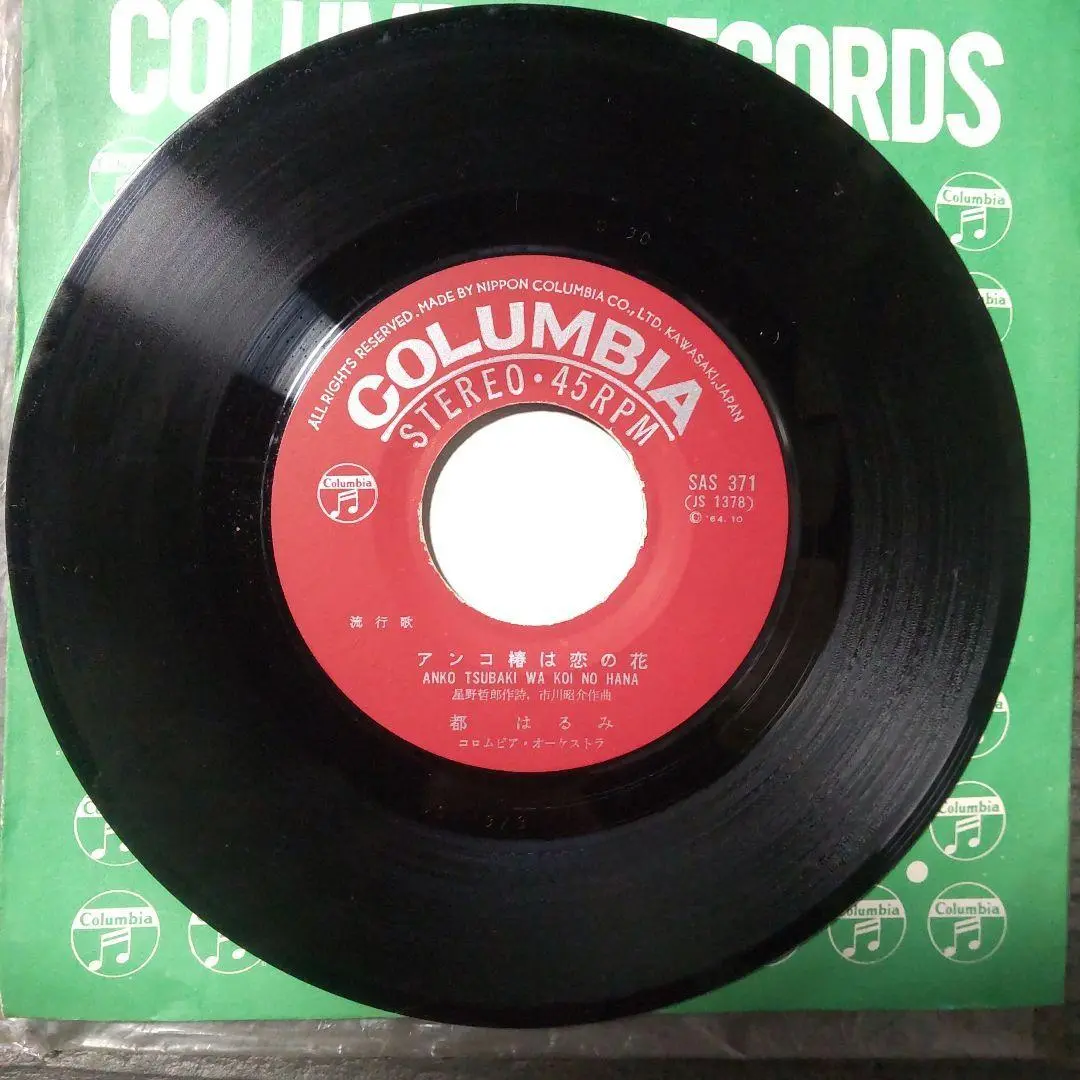 COLUMB
ECORDS
Columbia
bia
ALL RIGHTS RESERVED. MADE BY NIPPON COLUMBIA CO., LTD. KAWASAKI, JAPAN
COLUMBIA
STEREO・45RPM
Columbia
SAS 371
(JS 1378)
© '64.10
流行歌
アンコ椿は恋の花
ANKO TSUBAKI WA KOI NO HANA
星野哲郎作詩、市川昭介作曲
都 はるみ
コロムビア・オーケストラ
Columbia
Columbia
Columbia
Columbia